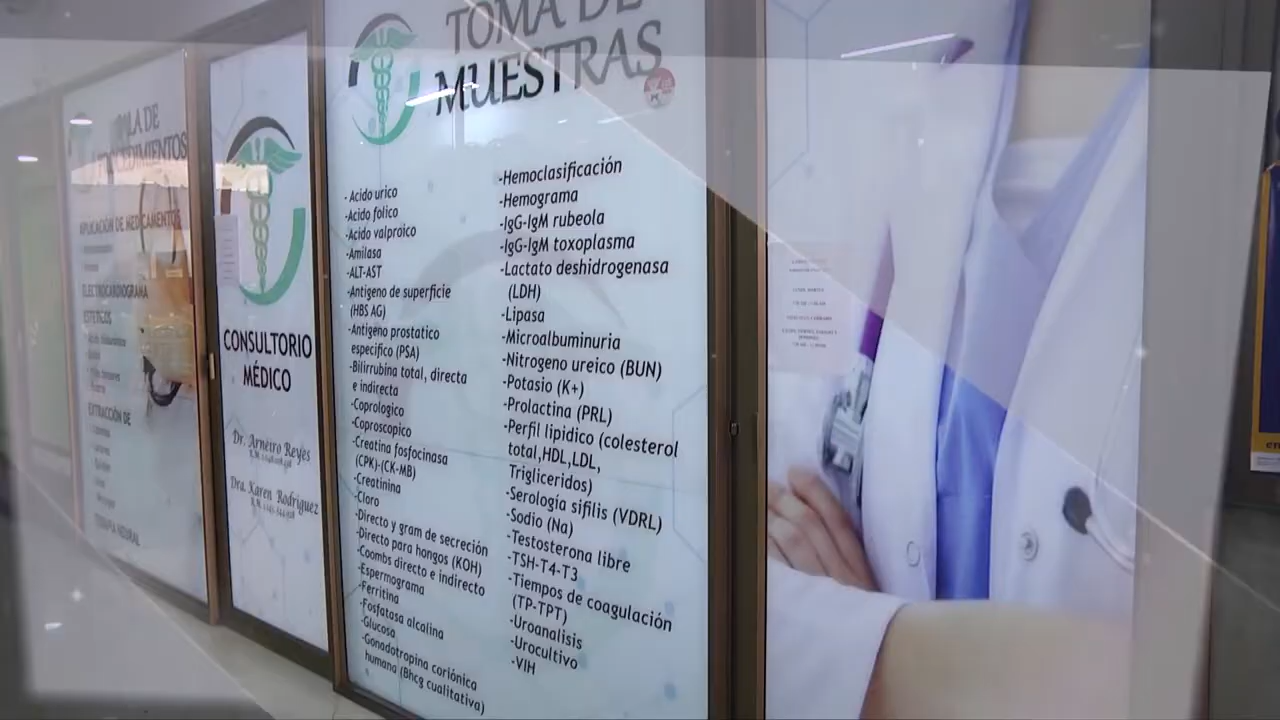 APLICACIÓN DE MEDICAMENTOS
ELECTROCARDIOGRAMA
EXTRACCIÓN DE
CONSULTORIO
MÉDICO
Dr. Arnetro Reyes
Dra. Karen Rodriguez
TOMA DE
MUESTRAS
- Acido urico
-Acido folico
-Acido valproico
-Amilasa
-ALT-AST
-Antigeno de superficie
(HBS AG)
-Antigeno prostatico
especifico (PSA)
-Bilirrubina total, directa
e indirecta
-Coprologico
-Coproscopico
-Creatina fosfocinasa
(CPK)-(CK-MB)
-Creatinina
-Cloro
-Directo y gram de secreción
-Directo para hongos (KOH)
-Coombs directo e indirecto
-Espermograma
-Ferritina
-Fosfatasa alcalina
-Glucosa
-Gonadotropina coriónica
humana (Bhcg cualitativa)
-Hemoclasificación
-Hemograma
-IgG-IgM rubeola
-IgG-IgM toxoplasma
-Lactato deshidrogenasa
(LDH)
-Lipasa
-Microalbuminuria
-Nitrogeno ureico (BUN)
-Potasio (K+)
-Prolactina (PRL)
-Perfil lipidico (colesterol
total,HDL,LDL,
Trigliceridos)
-Serología sifilis (VDRL)
-Sodio (Na)
-Testosterona libre
-TSH-T4-T3
-Tiempos de coagulación
(TP-TPT)
-Uroanalisis
-Urocultivo
-VIH